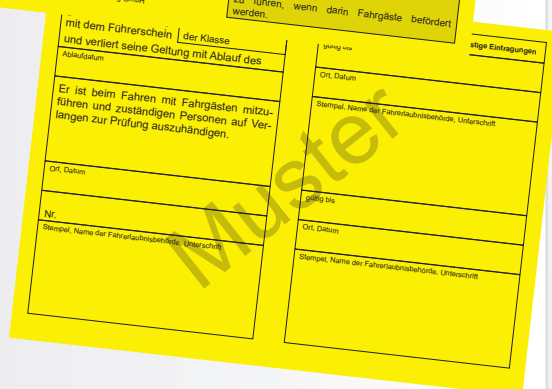 GmbH
zu führen, wenn darin Fahrgäste befördert
werden.
mit dem Führerschein der Klasse
und verliert seine Geltung mit Ablauf des
Ablaufdatum
Er ist beim Fahren mit Fahrgästen mitzu-
führen und zuständigen Personen auf Ver-
langen zur Prüfung auszuhändigen.
Ort, Datum
Nr.
Stempel, Name der Fahrerlaubnisbehörde, Unterschrift
gültig bis
stige Eintragungen
Ort, Datum
Stempel, Name der Fahrerlaubnisbehörde, Unterschrift
gültig bis
Ort, Datum
Stempel, Name der Fahrerlaubnisbehörde, Unterschrift
Muster